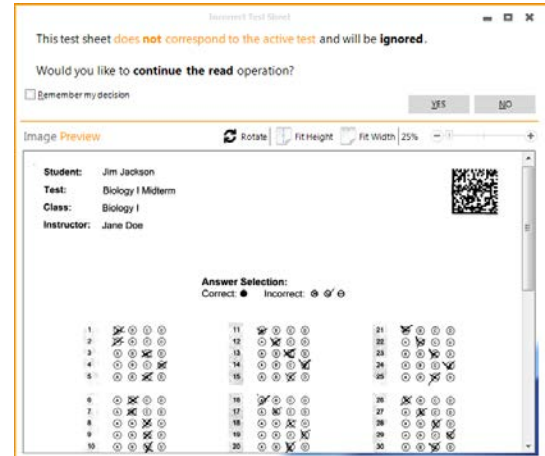 Incorrect Test Sheet
This test sheet does not correspond to the active test and will be ignored.
Would you like to continue the read operation?
Remember my decision
YES NO
Image Preview Rotate Fit Height Fit Width 25%
Student: Jim Jackson
Test: Biology I Midterm
Class: Biology I
Instructor: Jane Doe
Answer Selection:
Correct: Incorrect:
1 11 21
2 12 22
3 13 23
4 14 24
5 15 25
6 16 26
7 17 27
8 18 28
9 19 29
10 20 30